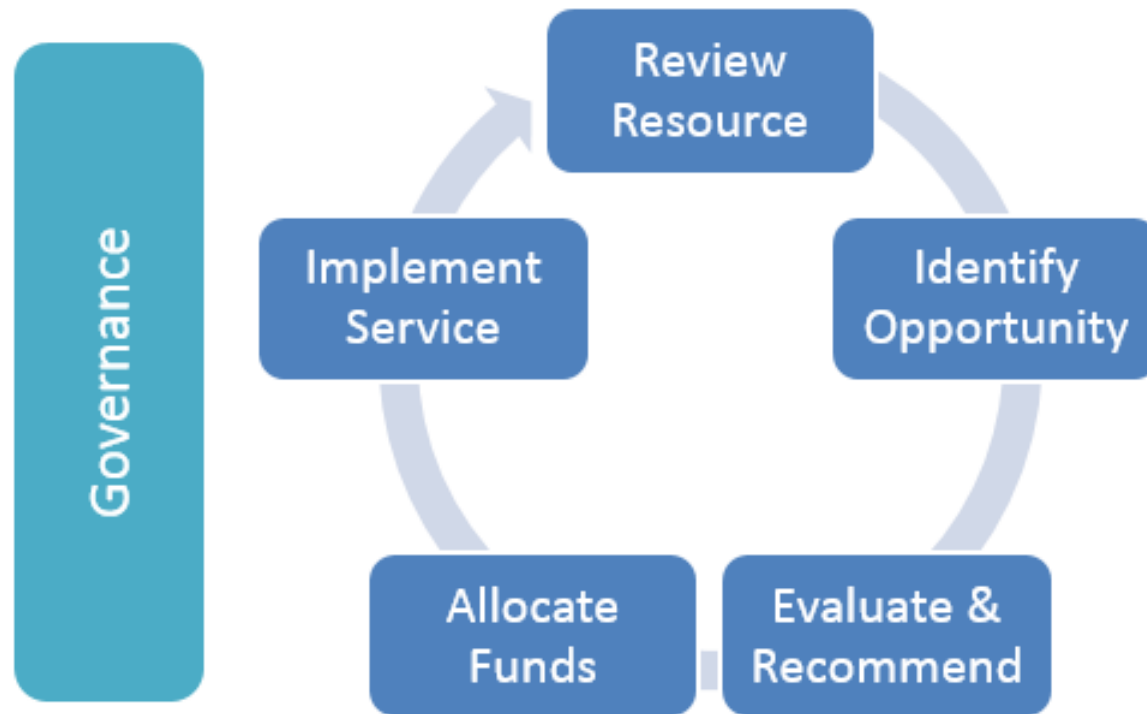 Governance
Review
Resource
Identify
Opportunity
Evaluate &
Recommend
Allocate
Funds
Implement
Service